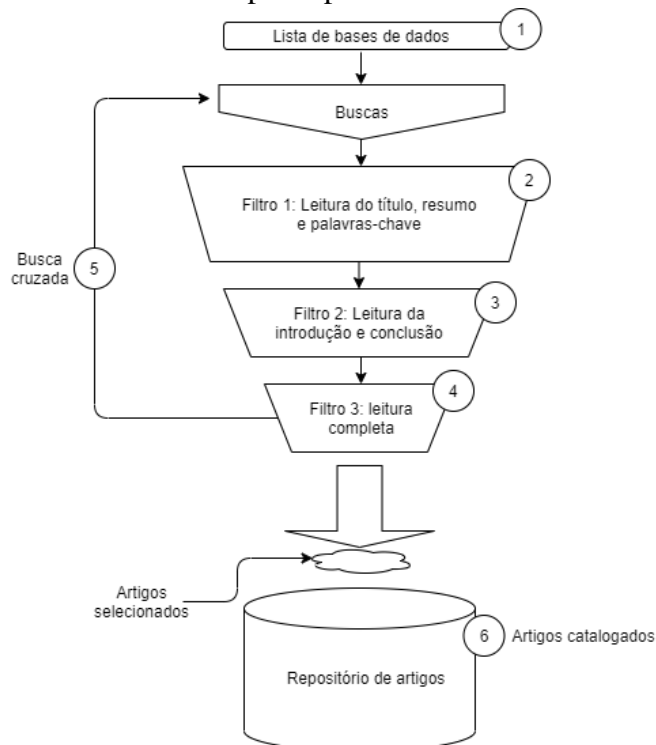 Lista de bases de dados
1
Buscas
2
Filtro 1: Leitura do título, resumo
e palavras-chave
Busca
cruzada
5
3
Filtro 2: Leitura da
introdução e conclusão
4
Filtro 3: leitura
completa
Artigos
selecionados
6
Artigos catalogados
Repositório de artigos